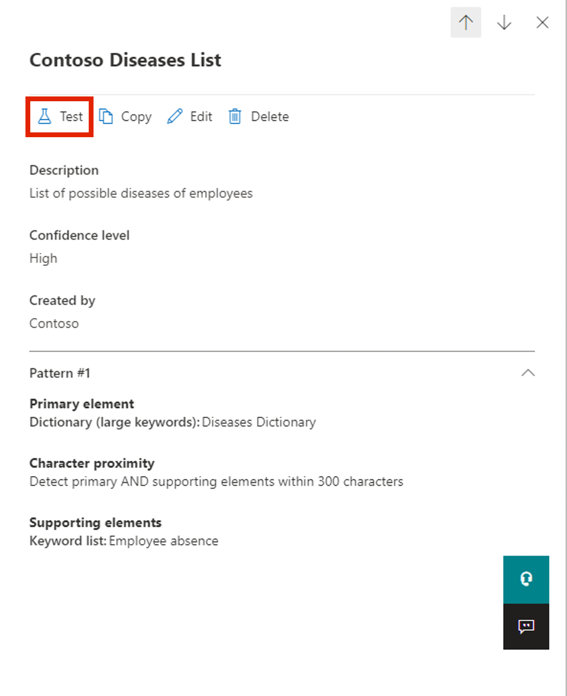 Contoso Diseases List
Test Copy Edit Delete
Description
List of possible diseases of employees
Confidence level
High
Created by
Contoso
Pattern #1
Primary element
Dictionary (large keywords): Diseases Dictionary
Character proximity
Detect primary AND supporting elements within 300 characters
Supporting elements
Keyword list: Employee absence